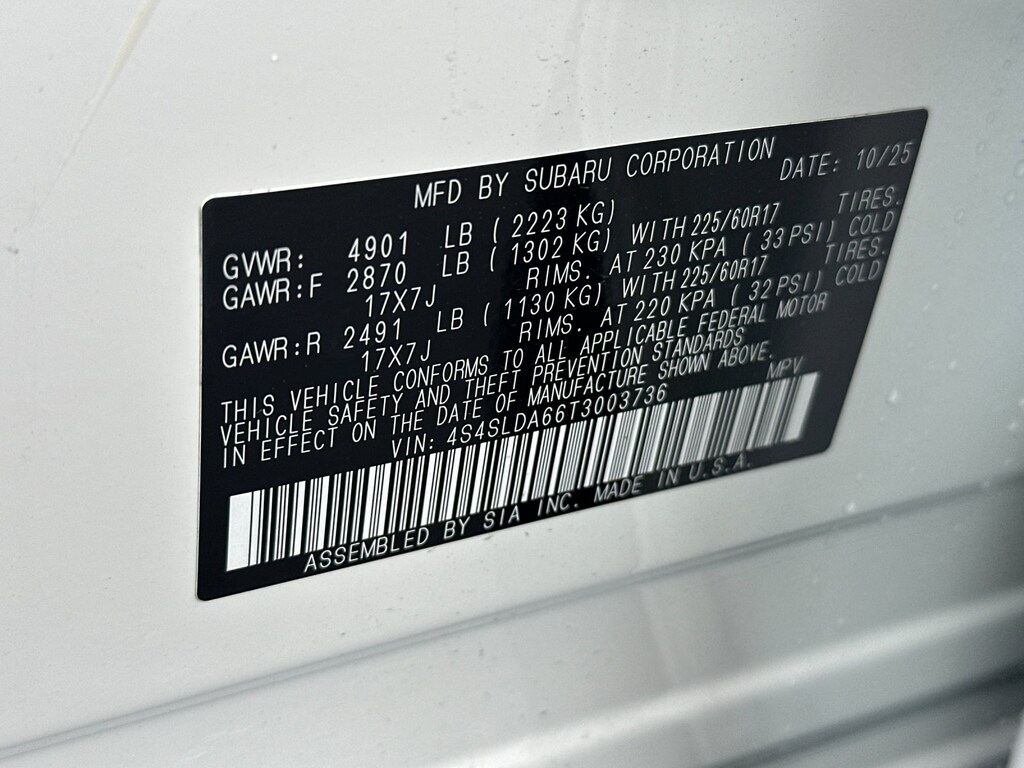 MFD BY SUBARU CORPORATION DATE: 10/25
GVWR: 4901 LB ( 2223 KG)
GAWR:F 2870 LB ( 1302 KG) WITH 225/60R17 TIRES.
17X7J RIMS. AT 230 KPA ( 33 PSI) COLD
GAWR:R 2491 LB ( 1130 KG) WITH 225/60R17 TIRES.
17X7J RIMS. AT 220 KPA ( 32 PSI) COLD
THIS VEHICLE CONFORMS TO ALL APPLICABLE FEDERAL MOTOR
VEHICLE SAFETY AND THEFT PREVENTION STANDARDS
IN EFFECT ON THE DATE OF MANUFACTURE SHOWN ABOVE.
VIN: 4S4SLDA66T3003736 MPV
ASSEMBLED BY SIA INC. MADE IN U.S.A.